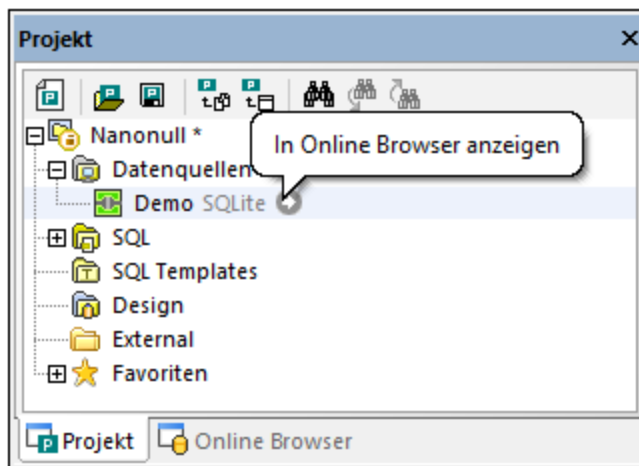 Projekt
Nanonull *
In Online Browser anzeigen
Datenquellen
Demo SQLite
SQL
SQL Templates
Design
External
Favoriten
Projekt Online Browser